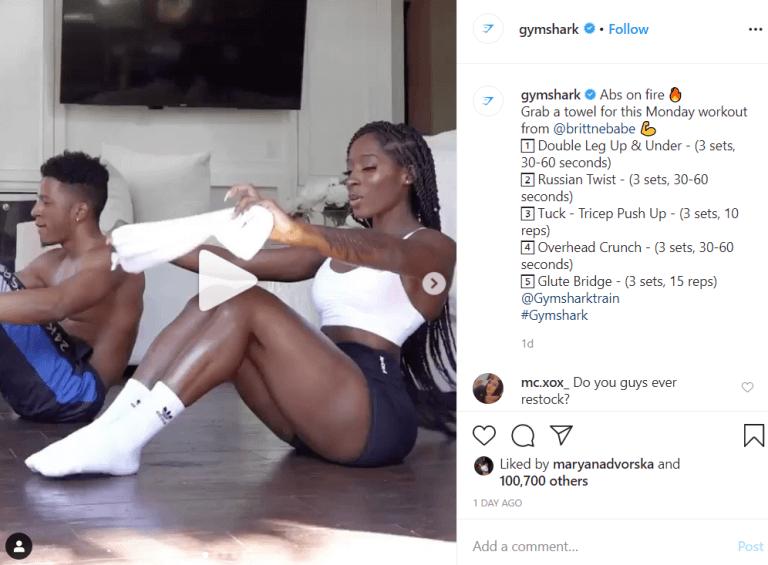 gymshark • Follow
gymshark Abs on fire 🔥
Grab a towel for this Monday workout
from @brittnebabe 💪
1 Double Leg Up & Under - (3 sets,
30-60 seconds)
2 Russian Twist - (3 sets, 30-60
seconds)
3 Tuck - Tricep Push Up - (3 sets, 10
reps)
4 Overhead Crunch - (3 sets, 30-60
seconds)
5 Glute Bridge - (3 sets, 15 reps)
@Gymsharktrain
#Gymshark
1d
mc.xox_ Do you guys ever
restock?
Liked by maryanadvorska and
100,700 others
1 DAY AGO
Add a comment... Post
24K